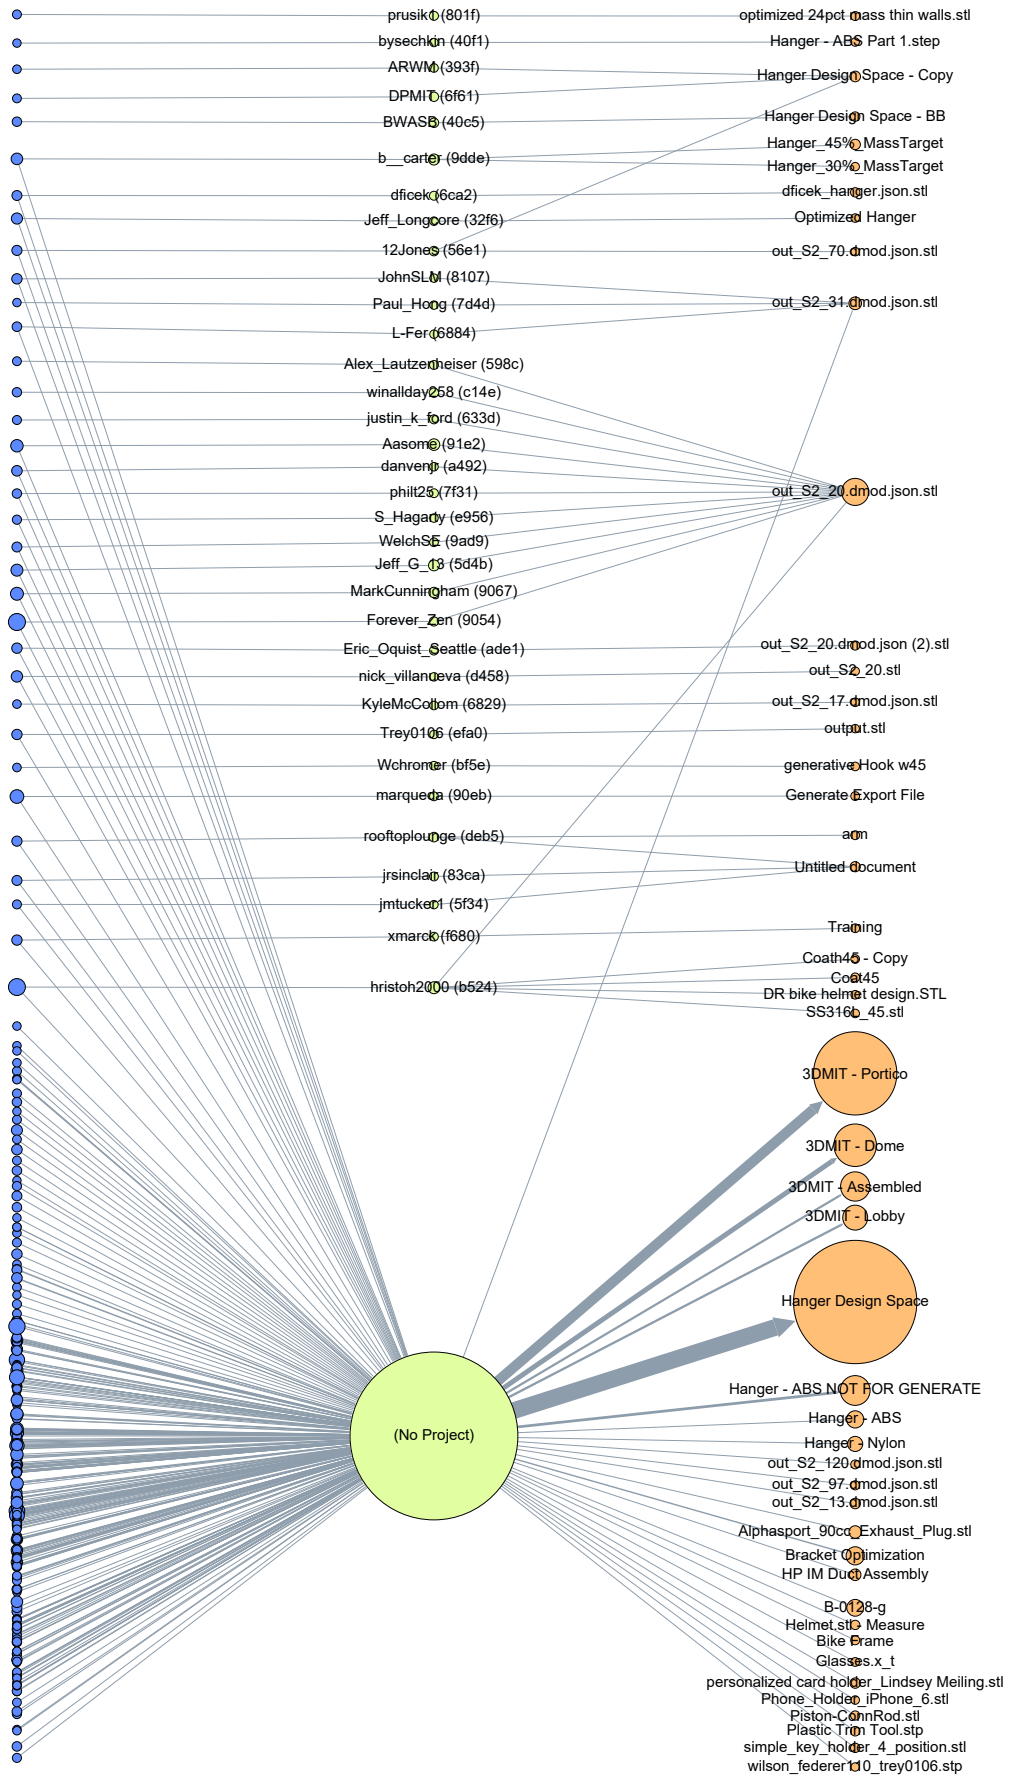 prusik1 (801f) optimized 24pct mass thin walls.stl
bysechkin (40f1) Hanger - ABS Part 1.step
ARWM (393f) Hanger Design Space - Copy
DPMIT (6f61)
BWASB (40c5) Hanger Design Space - BB
Hanger_45%_MassTarget
b__carter (9dde)
Hanger_30%_MassTarget
dficek (6ca2) dficek_hanger.json.stl
Jeff_Longcore (32f6) Optimized Hanger
12Jones (56e1) out_S2_70.dmod.json.stl
JohnSLM (8107)
Paul_Hong (7d4d) out_S2_31.dmod.json.stl
L-Fer (6884)
Alex_Lautzenheiser (598c)
winallday258 (c14e)
justin_k_ford (633d)
Aasome (91e2)
danvenjr (a492)
philt25 (7f31) out_S2_20.dmod.json.stl
S_Hagarty (e956)
WelchSE (9ad9)
Jeff_G_13 (5d4b)
MarkCunningham (9067)
Forever_Zen (9054)
Eric_Oquist_Seattle (ade1) out_S2_20.dmod.json (2).stl
nick_villanueva (d458) out_S2_20.stl
KyleMcCollom (6829) out_S2_17.dmod.json.stl
Trey0106 (efa0) output.stl
Wchromer (bf5e) generative Hook w45
marqueda (90eb) Generate Export File
rooftoplounge (deb5) arm
Untitled document
jrsinclair (83ca)
jmtucker1 (5f34)
xmarck (f680) Training
Coath45 - Copy
Coat45
hristoh2000 (b524)
DR bike helmet design.STL
SS316L_45.stl
3DMIT - Portico
3DMIT - Dome
3DMIT - Assembled
3DMIT - Lobby
Hanger Design Space
Hanger - ABS NOT FOR GENERATE
Hanger - ABS
(No Project)
Hanger - Nylon
out_S2_120.dmod.json.stl
out_S2_97.dmod.json.stl
out_S2_13.dmod.json.stl
Alphasport_90cc_Exhaust_Plug.stl
Bracket Optimization
HP IM Duct Assembly
B-0128-g
Helmet.stl - Measure
Bike Frame
Glasses.x_t
personalized card holder_Lindsey Meiling.stl
Phone_Holder_iPhone_6.stl
Piston-ConnRod.stl
Plastic Trim Tool.stp
simple_key_holder_4_position.stl
wilson_federer110_trey0106.stp